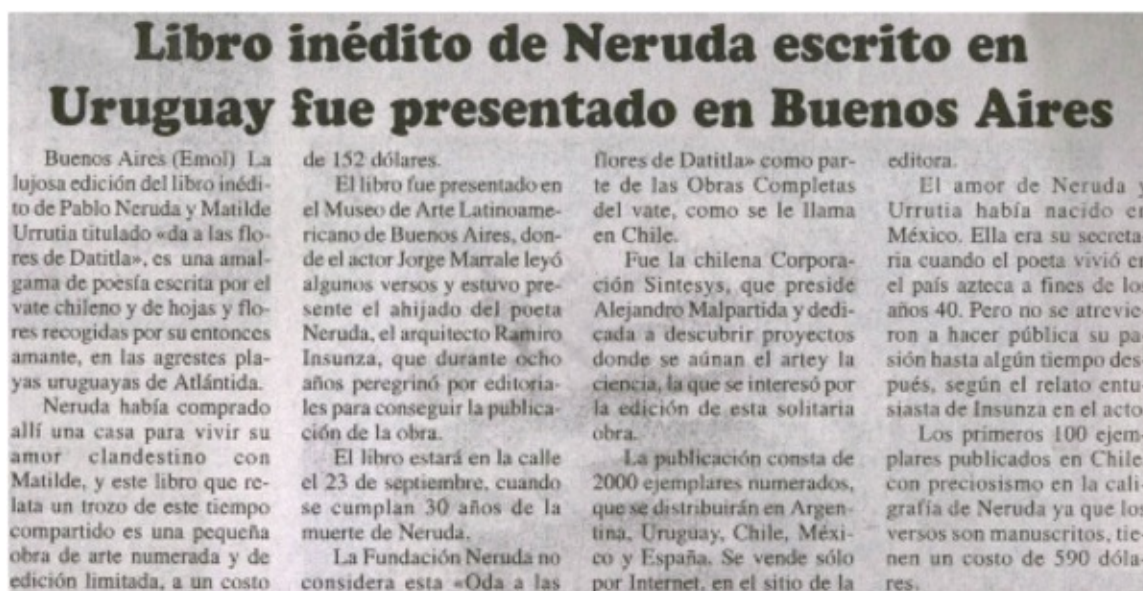 Libro inédito de Neruda escrito en
Uruguay fue presentado en Buenos Aires
Buenos Aires (Emol) La
lujosa edición del libro inédi-
to de Pablo Neruda y Matilde
Urrutia titulado «da a las flo-
res de Datitla», es una amal-
gama de poesía escrita por el
vate chileno y de hojas y flo-
res recogidas por su entonces
amante, en las agrestes pla-
yas uruguayas de Atlántida.
Neruda había comprado
allí una casa para vivir su
amor clandestino con
Matilde, y este libro que re-
lata un trozo de este tiempo
compartido es una pequeña
obra de arte numerada y de
edición limitada, a un costo
de 152 dólares.
El libro fue presentado en
el Museo de Arte Latinoame-
ricano de Buenos Aires, don-
de el actor Jorge Marrale leyó
algunos versos y estuvo pre-
sente el ahijado del poeta
Neruda, el arquitecto Ramiro
Insunza, que durante ocho
años peregrinó por editoria-
les para conseguir la publica-
ción de la obra.
El libro estará en la calle
el 23 de septiembre, cuando
se cumplan 30 años de la
muerte de Neruda.
La Fundación Neruda no
considera esta «Oda a las
flores de Datitla» como par-
te de las Obras Completas
del vate, como se le llama
en Chile.
Fue la chilena Corpora-
ción Sintesys, que preside
Alejandro Malpartida y dedi-
cada a descubrir proyectos
donde se aúnan el artey la
ciencia, la que se interesó por
la edición de esta solitaria
obra.
La publicación consta de
2000 ejemplares numerados,
que se distribuirán en Argen-
tina, Uruguay, Chile, Méxi-
co y España. Se vende sólo
por Internet, en el sitio de la
editora.
El amor de Neruda
Urrutia había nacido
México. Ella era su secreta-
ria cuando el poeta vivió en
el país azteca a fines de los
años 40. Pero no se atrevie-
ron a hacer pública su pa-
sión hasta algún tiempo des-
pués, según el relato entu-
siasta de Insunza en el acto
Los primeros 100 ejem-
plares publicados en Chile
con preciosismo en la cali-
grafía de Neruda ya que los
versos son manuscritos, tie-
nen un costo de 590 dóla-
res.